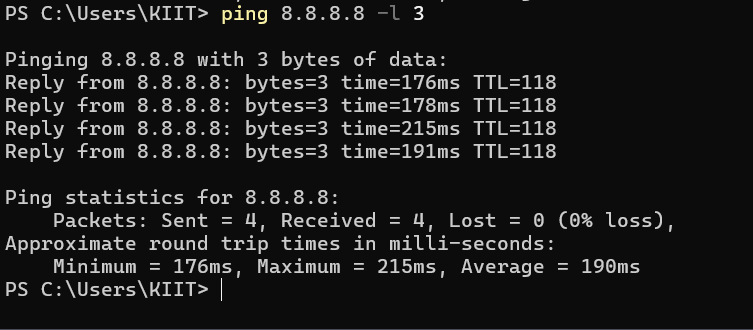 PS C:\Users\KIIT> ping 8.8.8.8 -l 3
Pinging 8.8.8.8 with 3 bytes of data:
Reply from 8.8.8.8: bytes=3 time=176ms TTL=118
Reply from 8.8.8.8: bytes=3 time=178ms TTL=118
Reply from 8.8.8.8: bytes=3 time=215ms TTL=118
Reply from 8.8.8.8: bytes=3 time=191ms TTL=118
Ping statistics for 8.8.8.8:
    Packets: Sent = 4, Received = 4, Lost = 0 (0% loss),
Approximate round trip times in milli-seconds:
    Minimum = 176ms, Maximum = 215ms, Average = 190ms
PS C:\Users\KIIT>